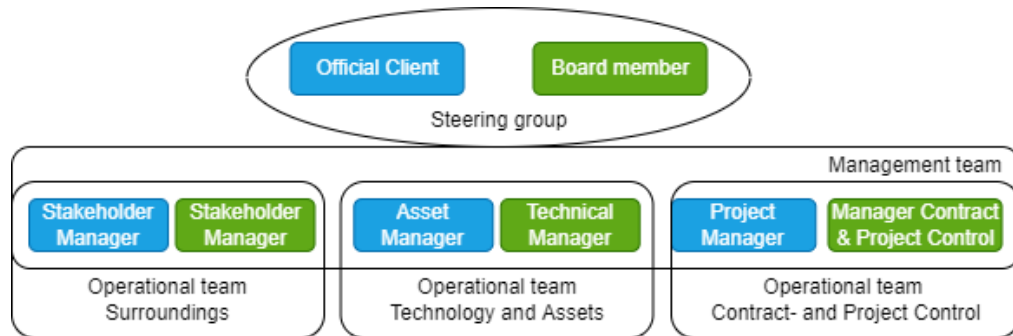 Official Client
Board member
Steering group
Management team
Stakeholder
Manager
Stakeholder
Manager
Asset
Manager
Technical
Manager
Project
Manager
Manager Contract
& Project Control
Operational team
Surroundings
Operational team
Technology and Assets
Operational team
Contract- and Project Control